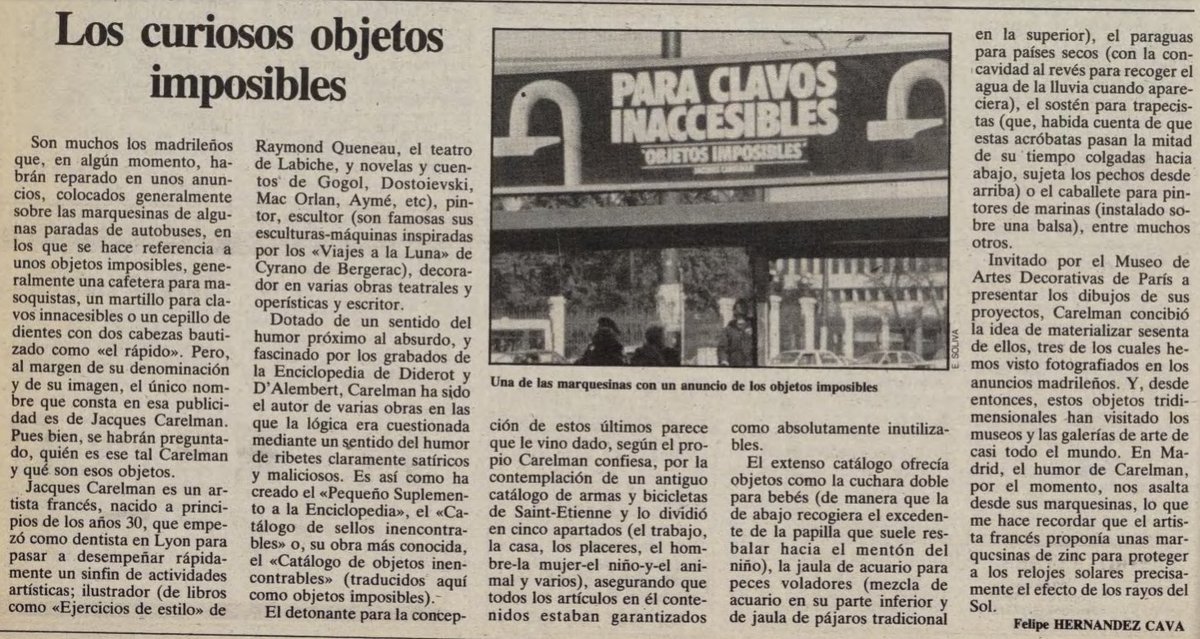 Los curiosos objetos
imposibles
Son muchos los madrileños
que, en algún momento, ha-
brán reparado en unos anun-
cios, colocados generalmente
sobre las marquesinas de algu-
nas paradas de autobuses, en
los que se hace referencia a
unos objetos imposibles, gene-
ralmente una cafetera para ma-
soquistas, un martillo para cla-
vos innacesibles o un cepillo de
dientes con dos cabezas bauti-
zado como «el rápido». Pero,
al margen de su denominación
y de su imagen, el único nom-
bre que consta en esa publici-
dad es de Jacques Carelman.
Pues bien, se habrán pregunta-
do, quién es ese tal Carelman
y qué son esos objetos.
Jacques Carelman es un ar-
tista francés, nacido a princi-
pios de los años 30, que empe-
zó como dentista en Lyon para
pasar a desempeñar rápida-
mente un sinfin de actividades
artísticas; ilustrador (de libros
como «Ejercicios de estilo» de
Raymond Queneau, el teatro
de Labiche, y novelas y cuen-
tos de Gogol, Dostoievski,
Mac Orlan, Aymé, etc), pin-
tor, escultor (son famosas sus
esculturas-máquinas inspiradas
por los «Viajes a la Luna» de
Cyrano de Bergerac), decora-
dor en varias obras teatrales y
operísticas y escritor.
Dotado de un sentido del
humor próximo al absurdo, y
fascinado por los grabados de
la Enciclopedia de Diderot y
D'Alembert, Carelman ha sido
el autor de varias obras en las
que la lógica era cuestionada
mediante un sentido del humor
de ribetes claramente satíricos
y maliciosos. Es así como ha
creado el «Pequeño Suplemen-
to a la Enciclopedia», el «Ca-
tálogo de sellos inencontra-
bles» o, su obra más conocida,
el «Catálogo de objetos inen-
contrables» (traducidos aquí
como objetos imposibles).
El detonante para la concep-
PARA CLAVOS
INACCESIBLES
"OBJETOS IMPOSIBLES"
E. SOLIVA
Una de las marquesinas con un anuncio de los objetos imposibles
ción de estos últimos parece
que le vino dado, según el pro-
pio Carelman confiesa, por la
contemplación de un antiguo
catálogo de armas y bicicletas
de Saint-Etienne y lo dividió
en cinco apartados (el trabajo,
la casa, los placeres, el hom-
bre-la mujer-el niño-y-el ani-
mal y varios), asegurando que
todos los artículos en él conte-
nidos estaban garantizados
como absolutamente inutiliza-
bles.
El extenso catálogo ofrecía
objetos como la cuchara doble
para bebés (de manera que la
de abajo recogiera el exceden-
te de la papilla que suele res-
balar hacia el mentón del
niño), la jaula de acuario para
peces voladores (mezcla de
acuario en su parte inferior y
de jaula de pájaros tradicional
en la superior), el paraguas
para países secos (con la con-
cavidad al revés para recoger el
agua de la lluvia cuando apare-
ciera), el sostén para trapecis-
tas (que, habida cuenta de que
estas acróbatas pasan la mitad
de su tiempo colgadas hacia
abajo, sujeta los pechos desde
arriba) o el caballete para pin-
tores de marinas (instalado so-
bre una balsa), entre muchos
otros.
Invitado por el Museo de
Artes Decorativas de París a
presentar los dibujos de sus
proyectos, Carelman concibió
la idea de materializar sesenta
de ellos, tres de los cuales he-
mos visto fotografiados en los
anuncios madrileños. Y, desde
entonces, estos objetos tridi-
mensionales han visitado los
museos y las galerías de arte de
casi todo el mundo. En Ma-
drid, el humor de Carelman,
por el momento, nos asalta
desde sus marquesinas, lo que
me hace recordar que el artis-
ta francés proponía unas mar-
quesinas de zinc para proteger
a los relojes solares precisa-
mente el efecto de los rayos del
Sol.
Felipe HERNANDEZ CAVA